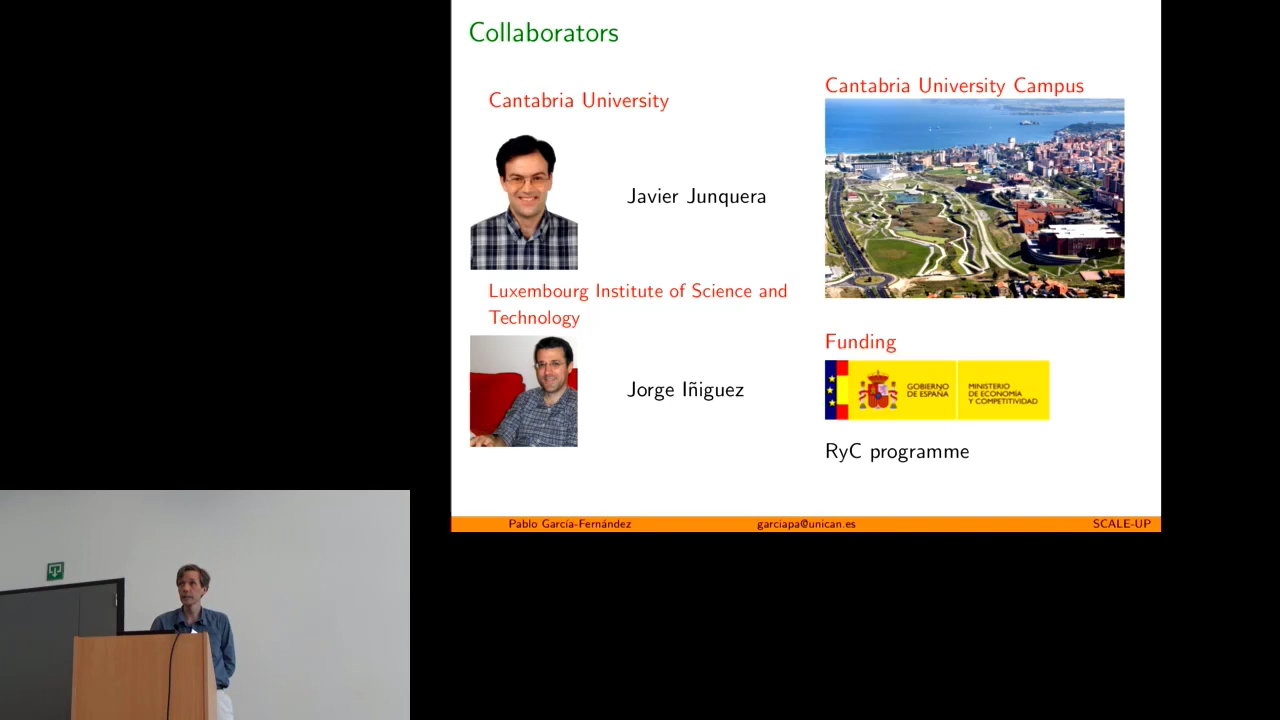 Collaborators
Cantabria University
Javier Junquera
Luxembourg Institute of Science and
Technology
Jorge Iñiguez
Cantabria University Campus
Funding
GOBIERNO
DE ESPAÑA
MINISTERIO
DE ECONOMÍA
Y COMPETITIVIDAD
RyC programme
Pablo García-Fernández
garciapa@unican.es
SCALE-UP